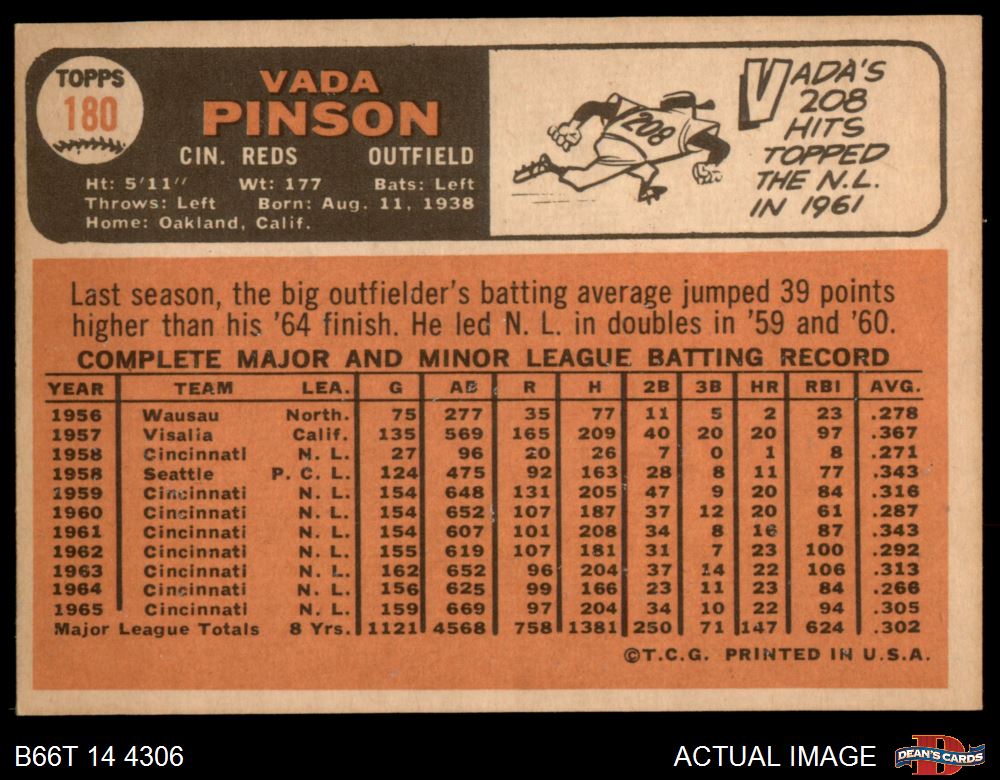 TOPPS
180
VADA
PINSON
CIN. REDS OUTFIELD
Ht: 5'11" Wt: 177 Bats: Left
Throws: Left Born: Aug. 11, 1938
Home: Oakland, Calif.
208
VADA'S
208
HITS
TOPPED
THE N.L.
IN 1961
Last season, the big outfielder's batting average jumped 39 points
higher than his '64 finish. He led N. L. in doubles in '59 and '60.
COMPLETE MAJOR AND MINOR LEAGUE BATTING RECORD
YEAR TEAM LEA. G AB R H 2B 3B HR RBI AVG.
1956 Wausau North. 75 277 35 77 11 5 2 23 .278
1957 Visalia Calif. 135 569 165 209 40 20 20 97 .367
1958 Cincinnati N. L. 27 96 20 26 7 0 1 8 .271
1958 Seattle P. C. L. 124 475 92 163 28 8 11 77 .343
1959 Cincinnati N. L. 154 648 131 205 47 9 20 84 .316
1960 Cincinnati N. L. 154 652 107 187 37 12 20 61 .287
1961 Cincinnati N. L. 154 607 101 208 34 8 16 87 .343
1962 Cincinnati N. L. 155 619 107 181 31 7 23 100 .292
1963 Cincinnati N. L. 162 652 96 204 37 14 22 106 .313
1964 Cincinnati N. L. 156 625 99 166 23 11 23 84 .266
1965 Cincinnati N. L. 159 669 97 204 34 10 22 94 .305
Major League Totals 8 Yrs. 1121 4568 758 1381 250 71 147 624 .302
©T.C.G. PRINTED IN U.S.A.
B66T 14 4306 ACTUAL IMAGE DEAN'S CARDS